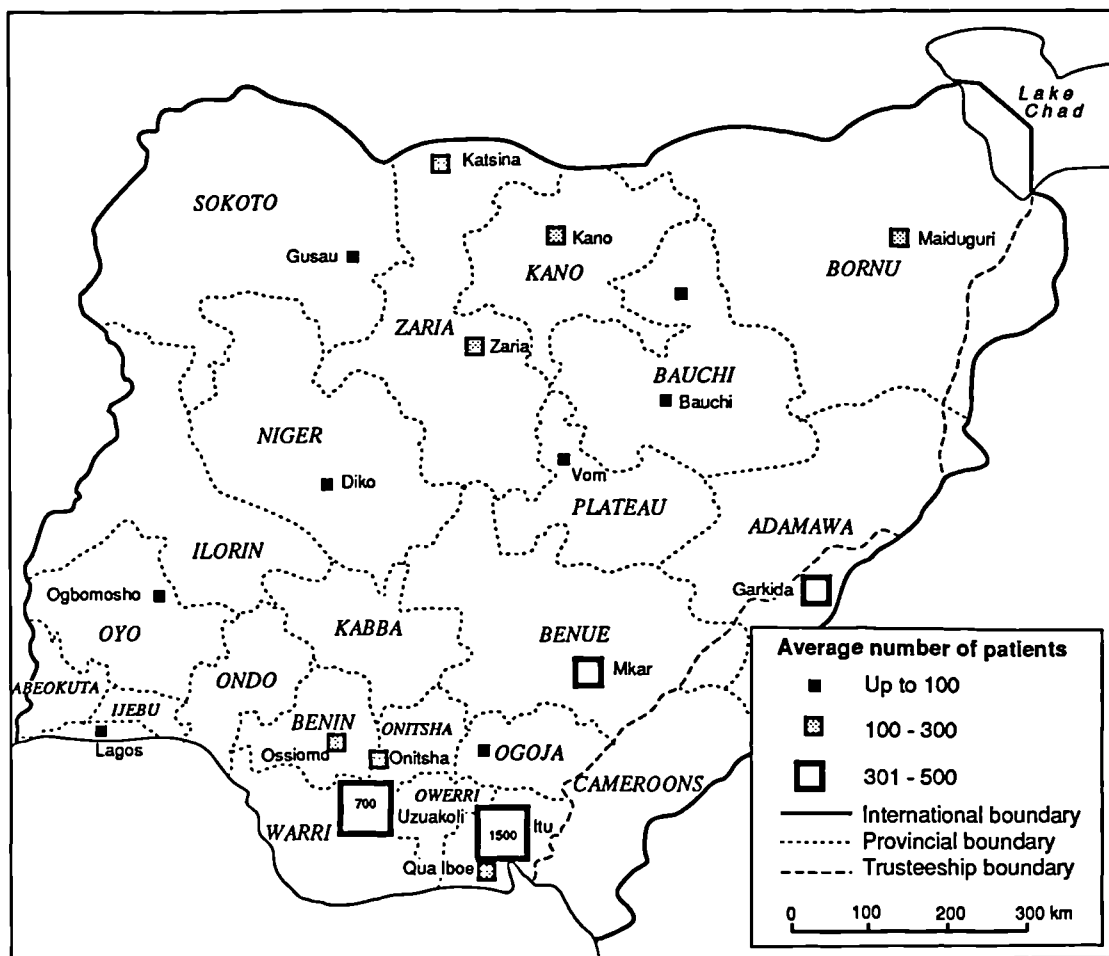 Lake
Chad
Katsina
SOKOTO
Kano
Maiduguri
Gusau
KANO
BORNU
ZARIA
Zaria
BAUCHI
Bauchi
NIGER
Vom
Diko
PLATEAU
ADAMAWA
ILORIN
Garkida
Ogbomosho
KABBA
BENUE
OYO
Mkar
ONDO
ABEOKUTA
IJEBU
BENIN
ONITSHA
Lagos
Ossiomo
Onitsha
OGOJA
CAMEROONS
700
OWERRI
Uzuakoli
WARRI
1500
Itu
Qua Iboe
Average number of patients
Up to 100
100 - 300
301 - 500
International boundary
Provincial boundary
Trusteeship boundary
0 100 200 300 km